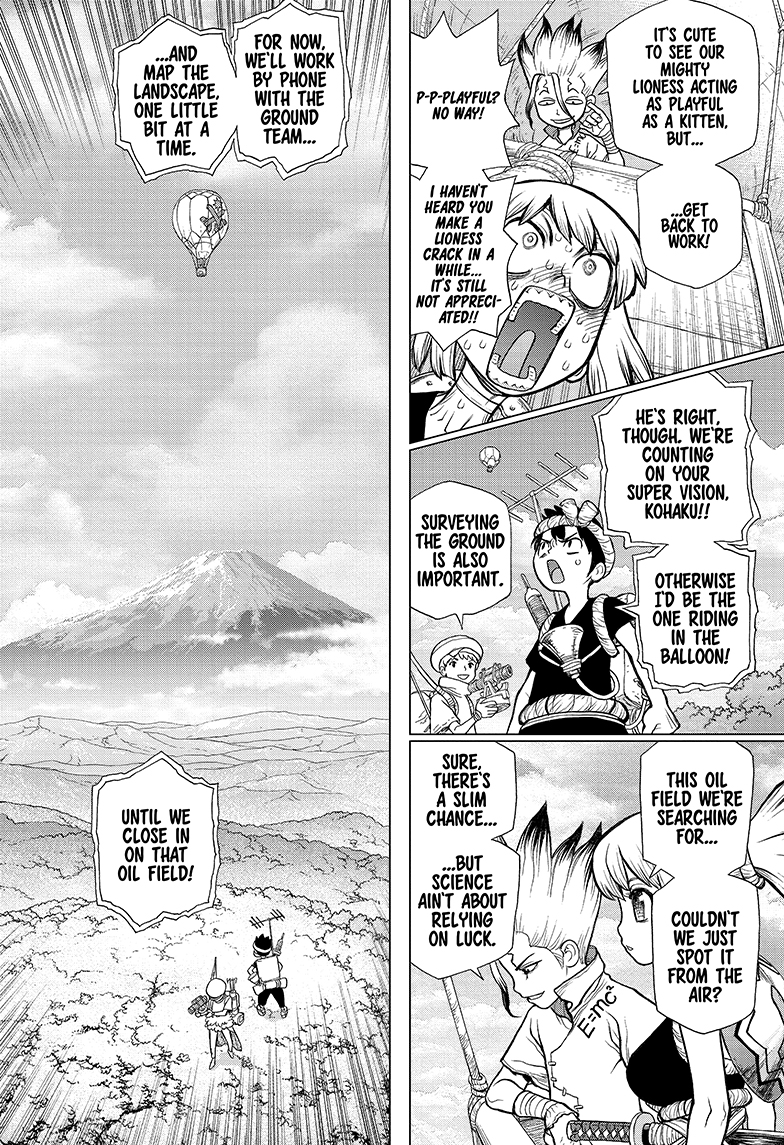 IT'S CUTE
TO SEE OUR
MIGHTY
LIONESS ACTING
AS PLAYFUL
AS A KITTEN,
BUT...
...GET
BACK TO
WORK!
P-P-PLAYFUL?
NO WAY!
I HAVEN'T
HEARD YOU
MAKE A
LIONESS
CRACK IN A
WHILE...
IT'S STILL
NOT APPRECI-
ATED!!
HE'S RIGHT,
THOUGH. WE'RE
COUNTING
ON YOUR
SUPER VISION,
KOHAKU!!
OTHERWISE
I'D BE THE
ONE RIDING
IN THE
BALLOON!
SURVEYING
THE GROUND
IS ALSO
IMPORTANT.
THIS OIL
FIELD WE'RE
SEARCHING
FOR...
COULDN'T
WE JUST
SPOT IT
FROM THE
AIR?
SURE,
THERE'S
A SLIM
CHANCE...
...BUT
SCIENCE
AIN'T ABOUT
RELYING
ON LUCK.
E=mc²
FOR NOW,
WE'LL WORK
BY PHONE
WITH THE
GROUND
TEAM...
...AND
MAP THE
LANDSCAPE,
ONE LITTLE
BIT AT A
TIME.
UNTIL WE
CLOSE IN
ON THAT
OIL FIELD!